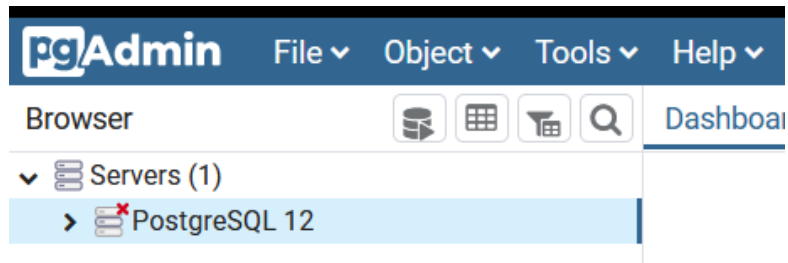 pgAdmin File Object Tools Help
Browser Dashboar
Servers (1)
PostgreSQL 12